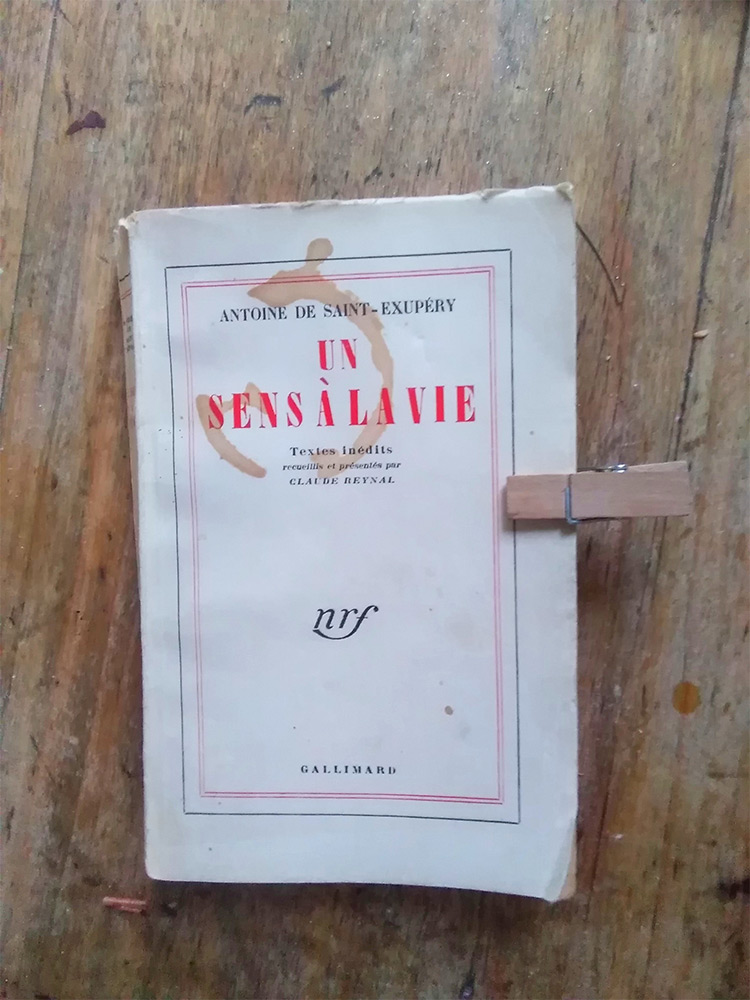 ANTOINE DE SAINT-EXUPÉRY
UN
SENS À LA VIE
Textes inédits
recueillis et présentés par
CLAUDE REYNAL
nrf
GALLIMARD